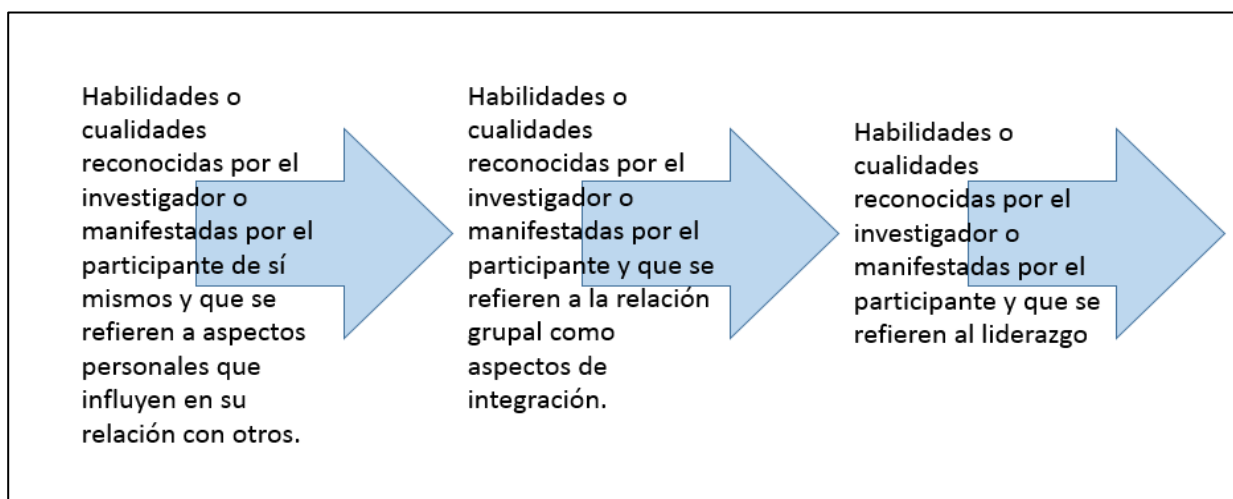 Habilidades o
cualidades
reconocidas por el
investigador o
manifestadas por el
participante de sí
mismos y que se
refieren a aspectos
personales que
influyen en su
relación con otros.
Habilidades o
cualidades
reconocidas por el
investigador o
manifestadas por el
participante y que se
refieren a la relación
grupal como
aspectos de
integración.
Habilidades o
cualidades
reconocidas por el
investigador o
manifestadas por el
participante y que se
refieren al liderazgo